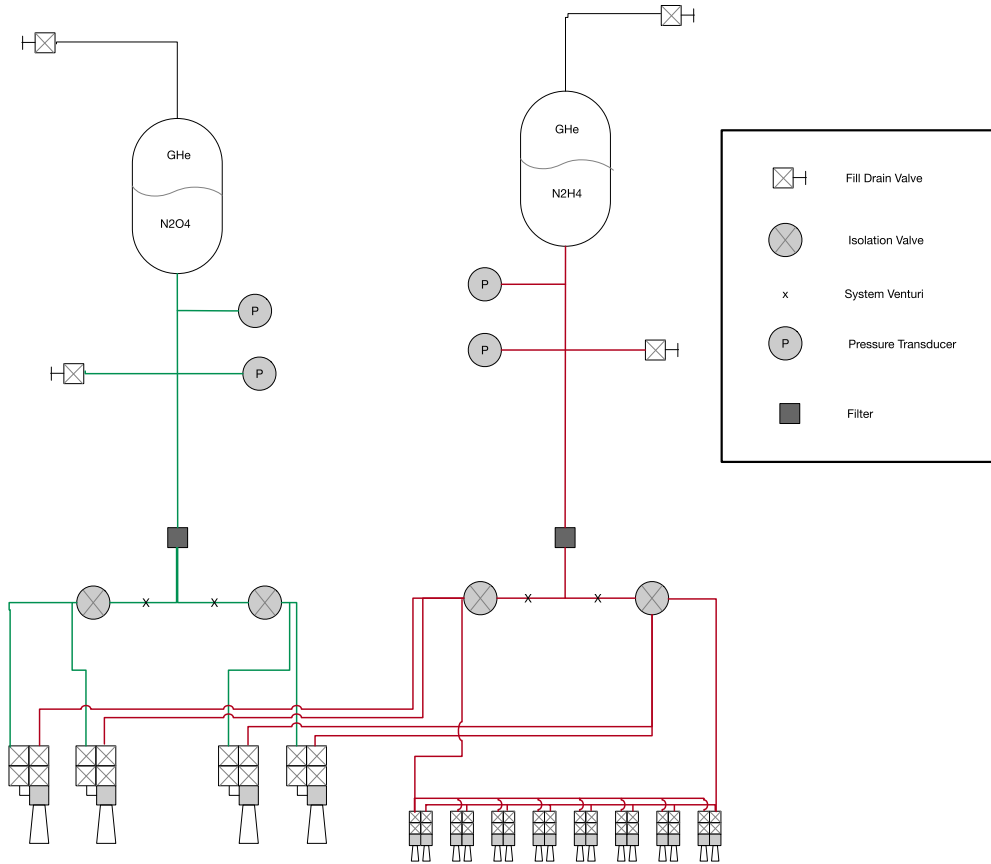 GHe
N2O4
GHe
N2H4
P
P
P
P
X
X
X
X
Fill Drain Valve
Isolation Valve
x
System Venturi
P
Pressure Transducer
Filter